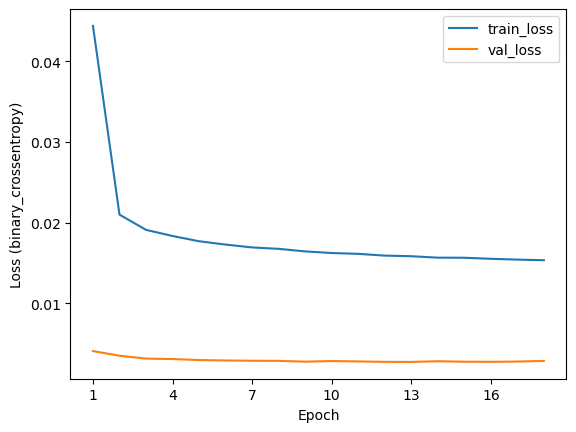 train_loss
val_loss
0.04
0.03
0.02
0.01
Loss (binary_crossentropy)
1 4 7 10 13 16
Epoch